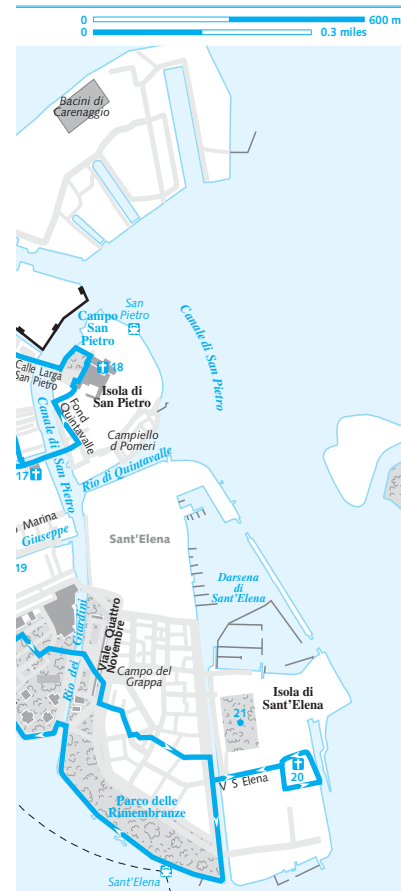 0 600 m
0 0.3 miles
Bacini di
Carenaggio
San
Pietro
Campo
San
Pietro
Canale di San Pietro
18
Calle Larga
San Pietro
Isola di
San Pietro
Fond
Quintavalle
Campiello
d Pomeri
Canale di San Pietro
Rio di Quintavalle
17
Marina
Giuseppe
Sant'Elena
19
Darsena
di
Sant'Elena
Viale Quattro
Novembre
Rio dei Giardini
Campo del
Grappa
Isola di
Sant'Elena
21
V S Elena
20
Parco delle
Rimembranze
Sant'Elena